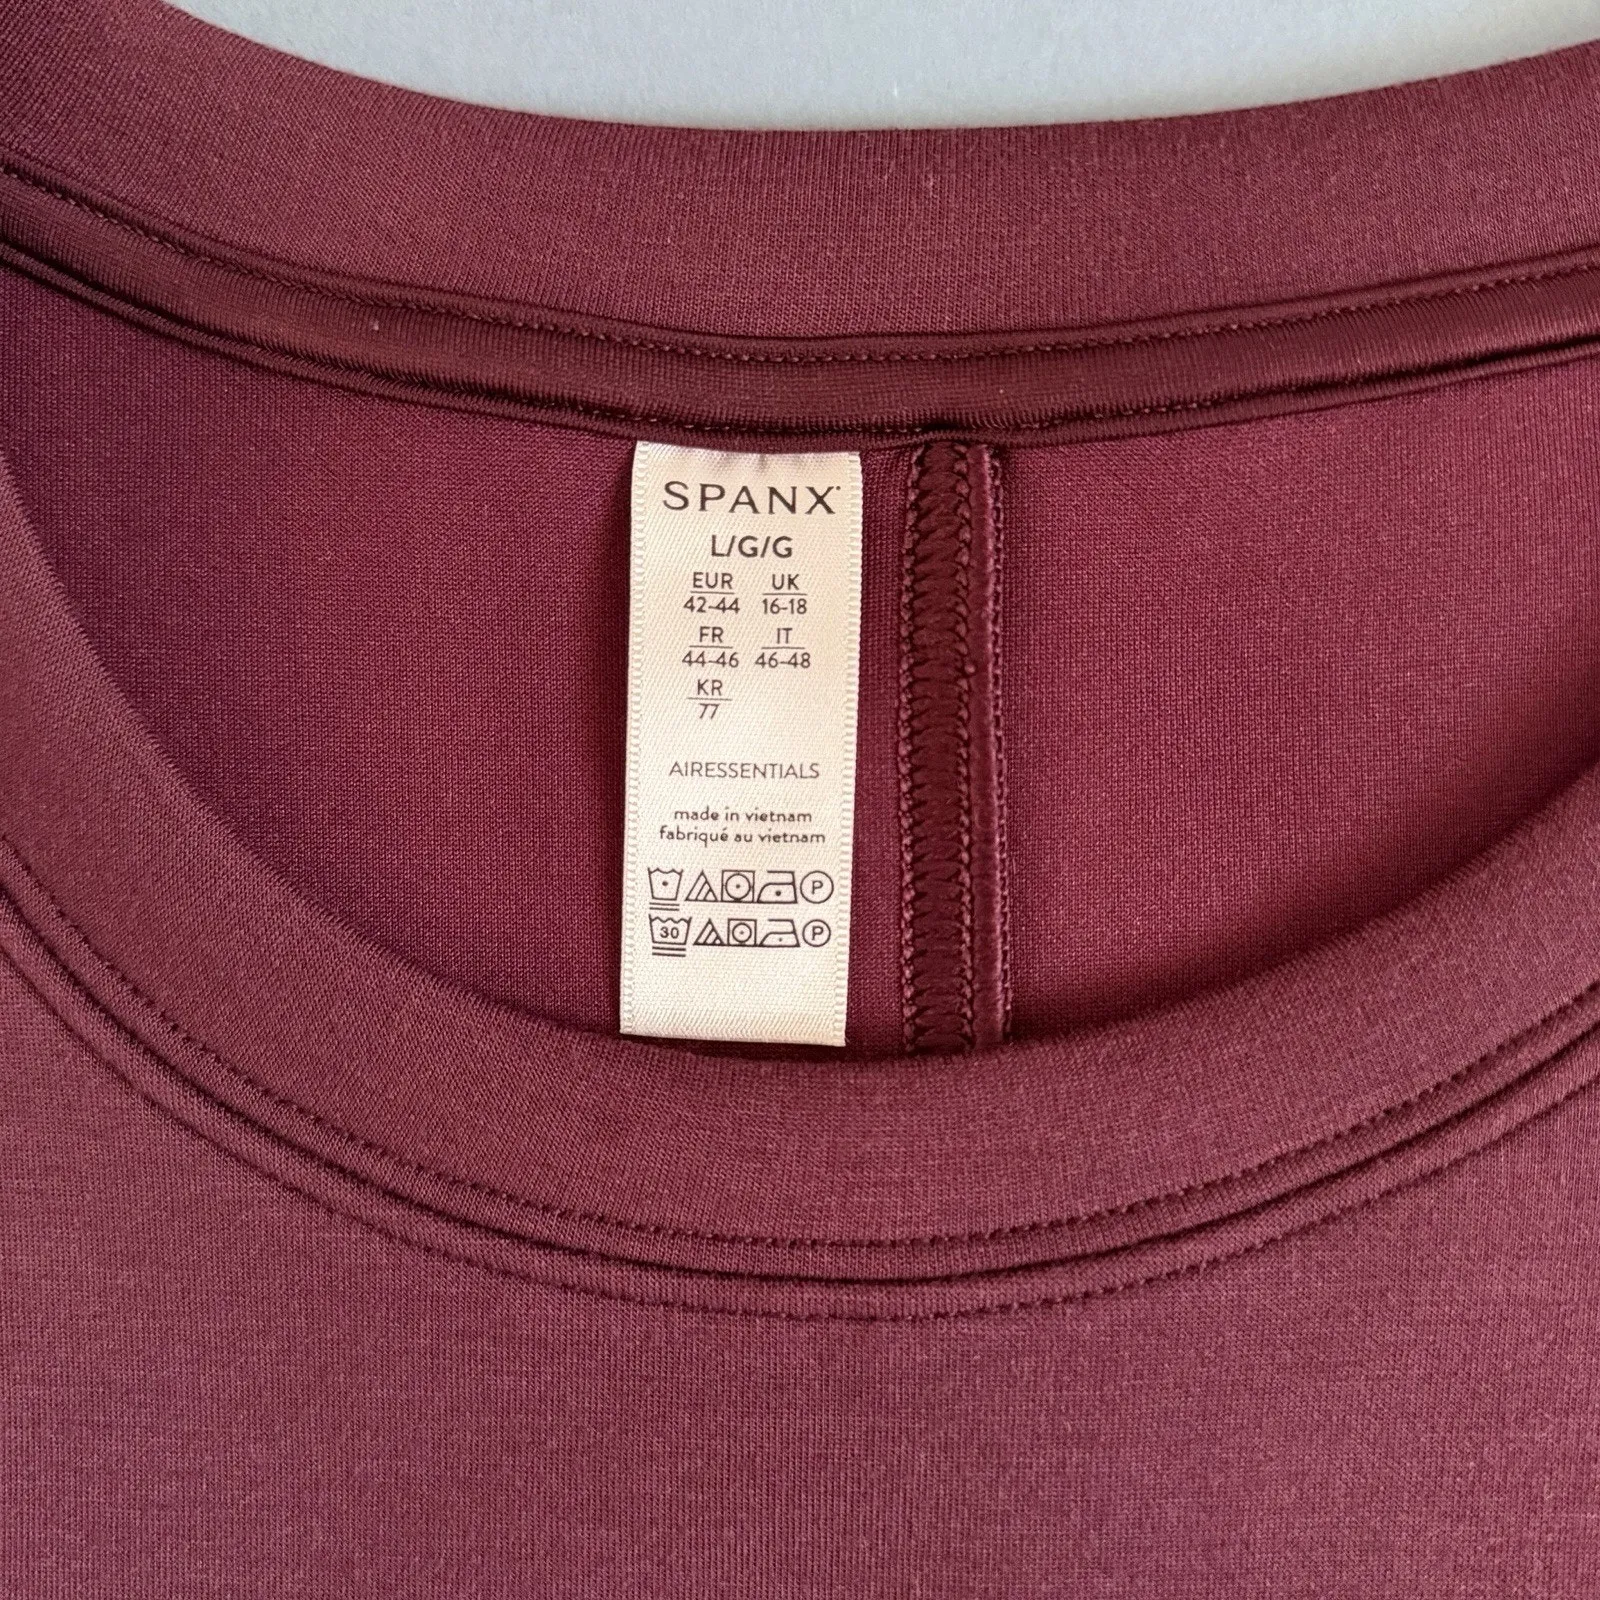 SPANX
L/G/G
EUR UK
42-44 16-18
FR IT
44-46 46-48
KR
77
AIRESSENTIALS
made in vietnam
fabriqué au vietnam
P
30 P